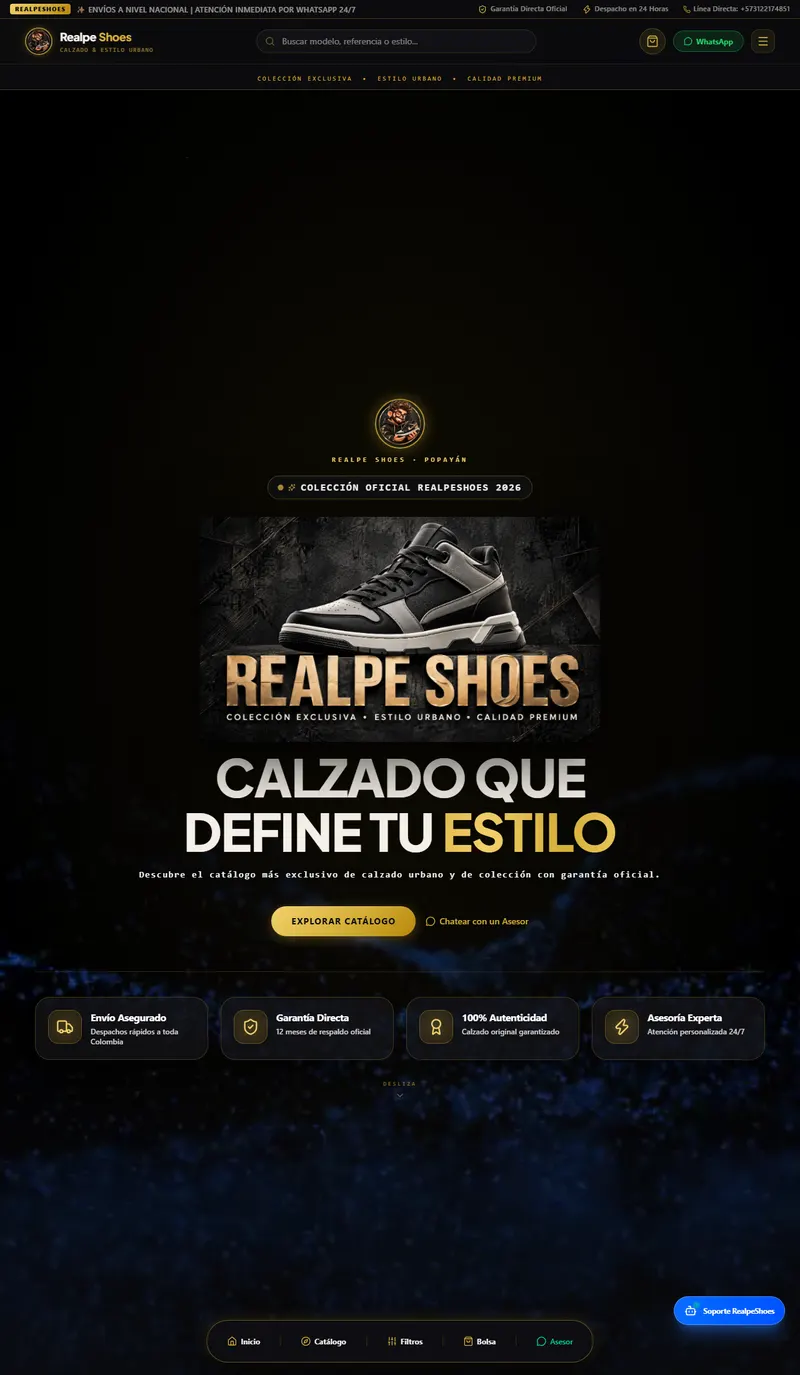 REALPESHOES ENVÍOS A NIVEL NACIONAL | ATENCIÓN INMEDIATA POR WHATSAPP 24/7 Garantía Directa Oficial Despacho en 24 Horas Línea Directa: +573122174851
Realpe Shoes
CALZADO & ESTILO URBANO
Buscar modelo, referencia o estilo...
WhatsApp
COLECCIÓN EXCLUSIVA • ESTILO URBANO • CALIDAD PREMIUM
REALPE SHOES · POPAYÁN
COLECCIÓN OFICIAL REALPESHOES 2026
REALPE SHOES
COLECCIÓN EXCLUSIVA • ESTILO URBANO • CALIDAD PREMIUM
CALZADO QUE
DEFINE TU ESTILO
Descubre el catálogo más exclusivo de calzado urbano y de colección con garantía oficial.
EXPLORAR CATÁLOGO
Chatear con un Asesor
Envío Asegurado
Despachos rápidos a toda
Colombia
Garantía Directa
12 meses de respaldo oficial
100% Autenticidad
Calzado original garantizado
Asesoría Experta
Atención personalizada 24/7
DESLIZA
Soporte RealpeShoes
Inicio
Catálogo
Filtros
Bolsa
Asesor